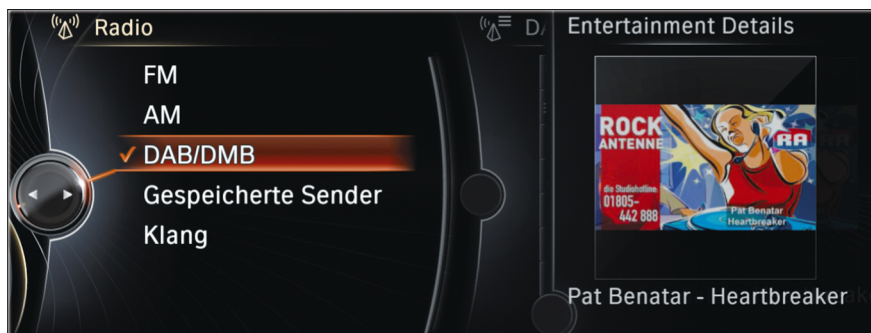 Radio
FM
AM
DAB/DMB
Gespeicherte Sender
Klang
Entertainment Details
ROCK
ANTENNE
RA
die Studiohotline
01805-
442 888
Pat Benatar
Heartbreaker
Pat Benatar - Heartbreaker